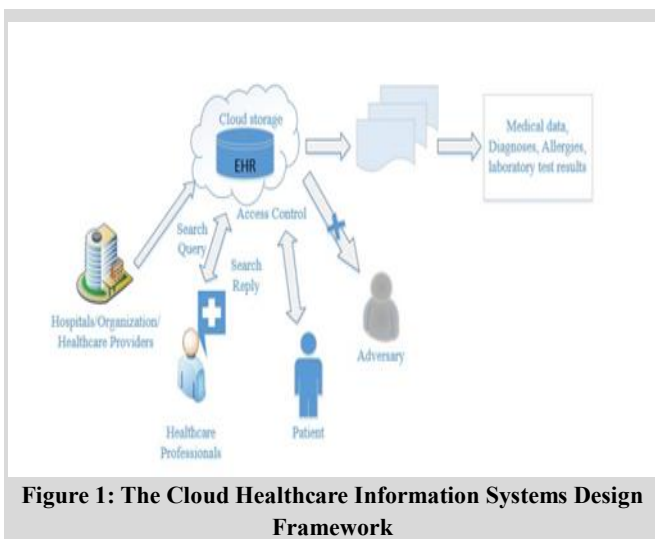 Cloud storage
EHR
Medical data,
Diagnoses, Allergies,
laboratory test results
Access Control
Search
Query
Search
Reply
Hospitals/Organization/
Healthcare Providers
Adversary
Healthcare
Professionals
Patient
Figure 1: The Cloud Healthcare Information Systems Design
Framework